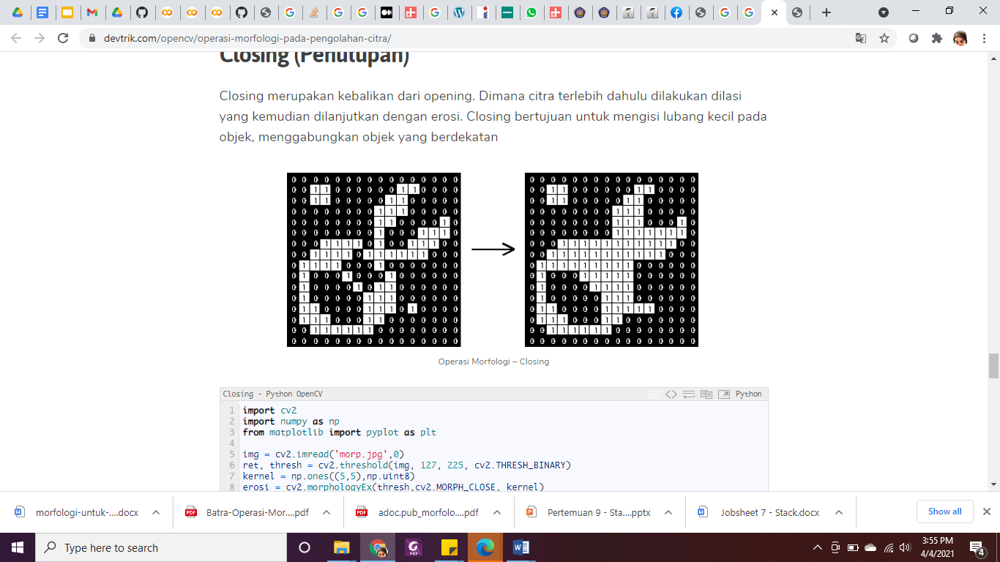 devtrik.com/opencv/operasi-morfologi-pada-pengolahan-citra/
Closing (Penutupan)
Closing merupakan kebalikan dari opening. Dimana citra terlebih dahulu dilakukan dilasi
yang kemudian dilanjutkan dengan erosi. Closing bertujuan untuk mengisi lubang kecil pada
objek, menggabungkan objek yang berdekatan
0 0 0 0 0 0 0 0 0 0 0 0 0 0 0 0
0 0 1 1 0 0 0 0 0 0 1 1 0 0 0 0
0 0 1 1 0 0 0 0 0 1 1 0 0 0 0 0
0 0 0 0 0 0 0 0 1 1 1 0 0 0 0 0
0 0 0 0 0 0 0 0 1 1 0 0 0 0 1 0
0 0 0 0 0 0 0 0 1 0 0 0 1 1 1 0
0 0 0 1 1 1 1 0 1 0 0 1 1 1 0 0
0 0 1 1 1 1 0 1 1 1 1 1 1 0 0 0
0 1 1 1 1 0 0 0 1 0 0 0 0 0 0 0
0 1 0 0 0 1 0 0 0 1 0 0 0 0 0 0
0 1 0 0 0 0 1 0 1 1 0 0 0 0 0 0
0 1 0 0 0 0 0 1 1 1 0 0 0 0 0 0
0 1 1 0 0 0 0 1 1 1 0 1 0 0 0 0
0 1 1 1 0 0 0 1 1 0 0 0 0 0 0 0
0 0 1 1 1 1 1 1 0 0 0 0 0 0 0 0
0 0 0 0 0 0 0 0 0 0 0 0 0 0 0 0
0 0 0 0 0 0 0 0 0 0 0 0 0 0 0 0
0 0 1 1 0 0 0 0 0 0 1 1 0 0 0 0
0 0 1 1 0 0 0 0 0 1 1 0 0 0 0 0
0 0 0 0 0 0 0 0 1 1 1 0 0 0 0 0
0 0 0 0 0 0 0 0 1 1 1 0 0 0 1 0
0 0 0 0 0 0 0 0 1 1 1 1 1 1 1 0
0 0 0 1 1 1 1 1 1 1 1 1 1 1 0 0
0 0 1 1 1 1 1 1 1 1 1 1 1 0 0 0
0 1 1 1 1 1 1 1 1 1 0 0 0 0 0 0
0 1 0 0 0 1 1 1 1 1 0 0 0 0 0 0
0 1 0 0 0 0 1 1 1 1 0 0 0 0 0 0
0 1 0 0 0 0 0 1 1 1 0 0 0 0 0 0
0 1 1 0 0 0 0 1 1 1 1 1 0 0 0 0
0 1 1 1 0 0 0 1 1 0 0 0 0 0 0 0
0 0 1 1 1 1 1 1 0 0 0 0 0 0 0 0
0 0 0 0 0 0 0 0 0 0 0 0 0 0 0 0
Operasi Morfologi – Closing
Closing - Python OpenCV Python
1 import cv2
2 import numpy as np
3 from matplotlib import pyplot as plt
4
5 img = cv2.imread('morp.jpg',0)
6 ret, thresh = cv2.threshold(img, 127, 225, cv2.THRESH_BINARY)
7 kernel = np.ones((5,5),np.uint8)
8 erosi = cv2.morphologyEx(thresh,cv2.MORPH_CLOSE, kernel)
morfologi-untuk-....docx
Batra-Operasi-Mor....pdf
adoc.pub_morfolo....pdf
Pertemuan 9 - Sta....pptx
Jobsheet 7 - Stack.docx
Show all
Type here to search
3:55 PM
4/4/2021
4